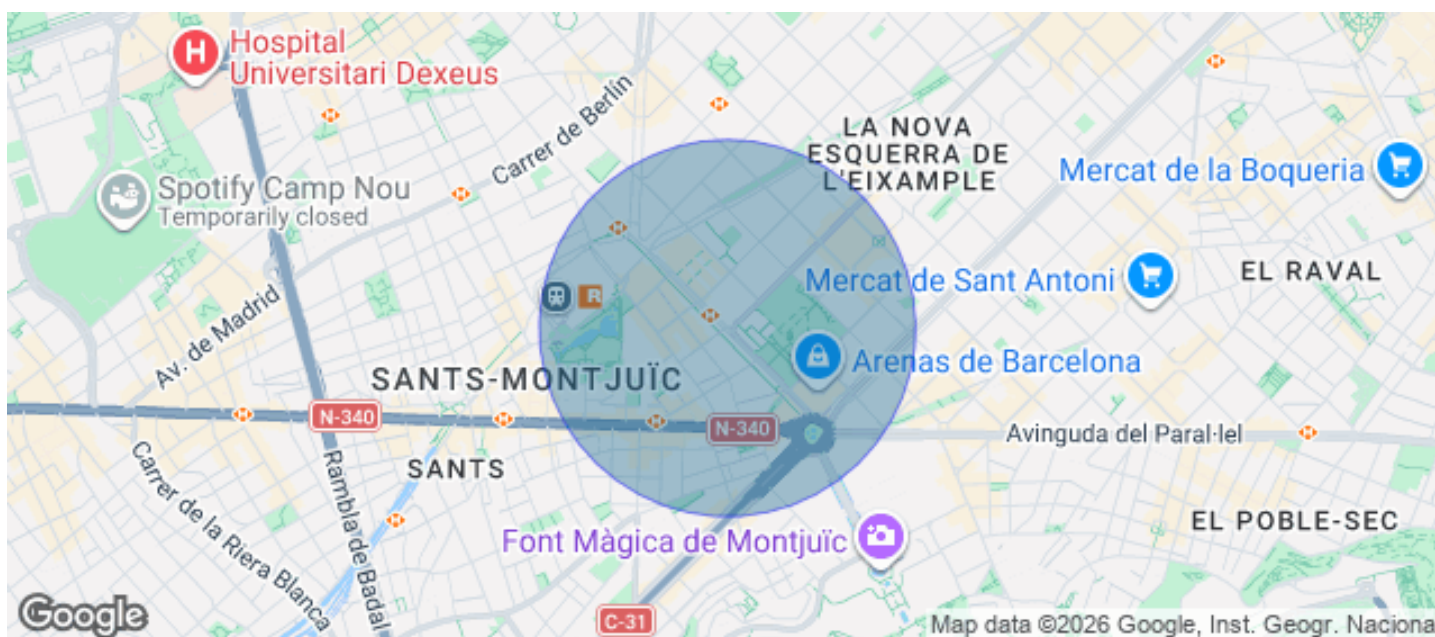 Hospital
Universitari Dexeus
H
Carrer de Berlín
LA NOVA
ESQUERRA DE
L'EIXAMPLE
Mercat de la Boqueria
Spotify Camp Nou
Temporarily closed
Mercat de Sant Antoni
EL RAVAL
R
Av. de Madrid
Arenas de Barcelona
SANTS-MONTJUÏC
N-340
N-340
Avinguda del Paral·lel
SANTS
Carrer de la Riera Blanca
Rambla de Badal
EL POBLE-SEC
Font Màgica de Montjuïc
C-31
Google
Map data ©2026 Google, Inst. Geogr. Naciona